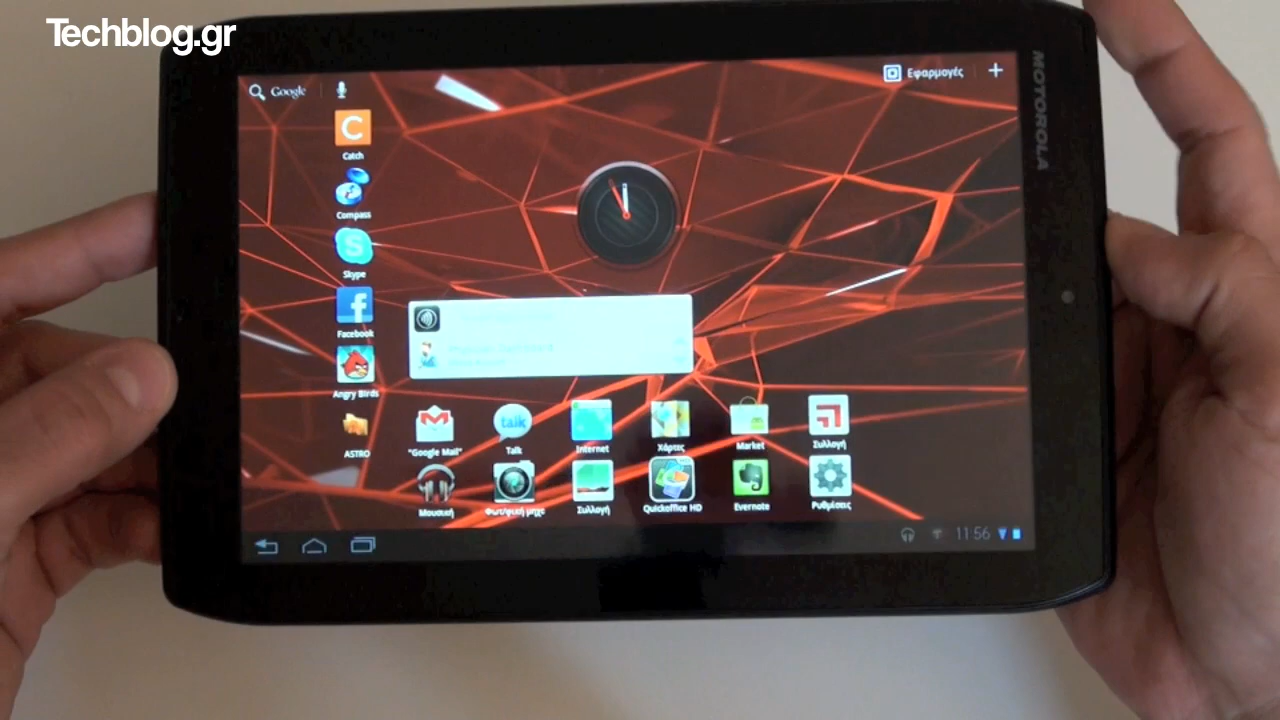 Techblog.gr
MOTOROLA
Google
Εφαρμογές
Catch
Compass
Skype
Facebook
Angry Birds
ASTRO
"Google Mail"
Talk
Internet
Χάρτες
Market
Συλλογή
Μουσική
Συλλογή
Quickoffice HD
Evernote
Ρυθμίσεις
11:56